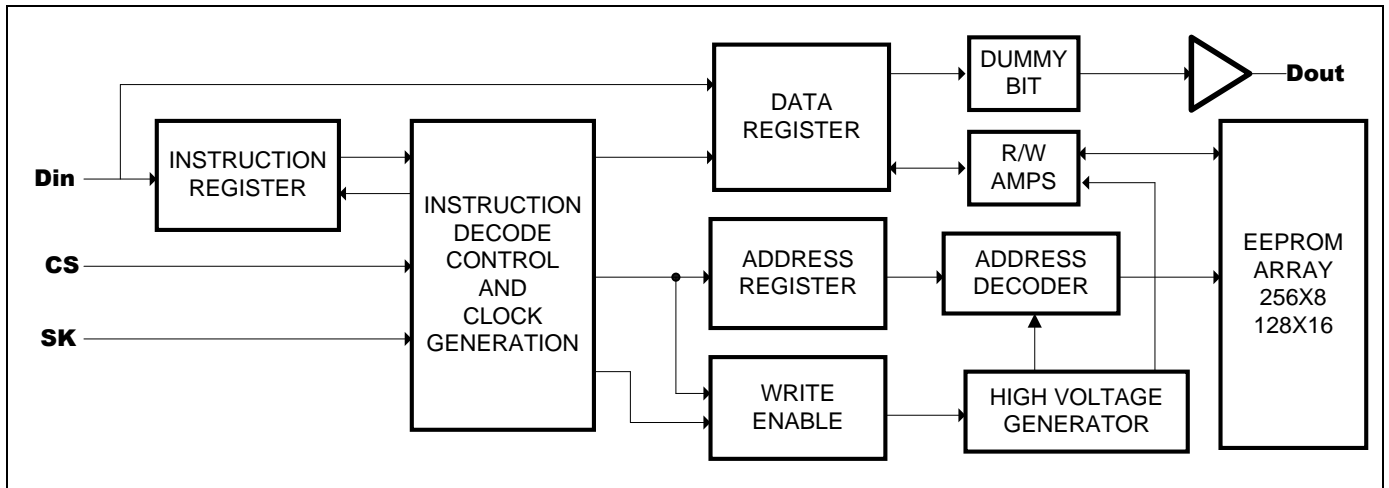 DUMMY
BIT
Dout
DATA
REGISTER
INSTRUCTION
REGISTER
Din
R/W
AMPS
INSTRUCTION
DECODE
CONTROL
AND
CLOCK
GENERATION
CS
SK
ADDRESS
REGISTER
ADDRESS
DECODER
EEPROM
ARRAY
256X8
128X16
WRITE
ENABLE
HIGH VOLTAGE
GENERATOR